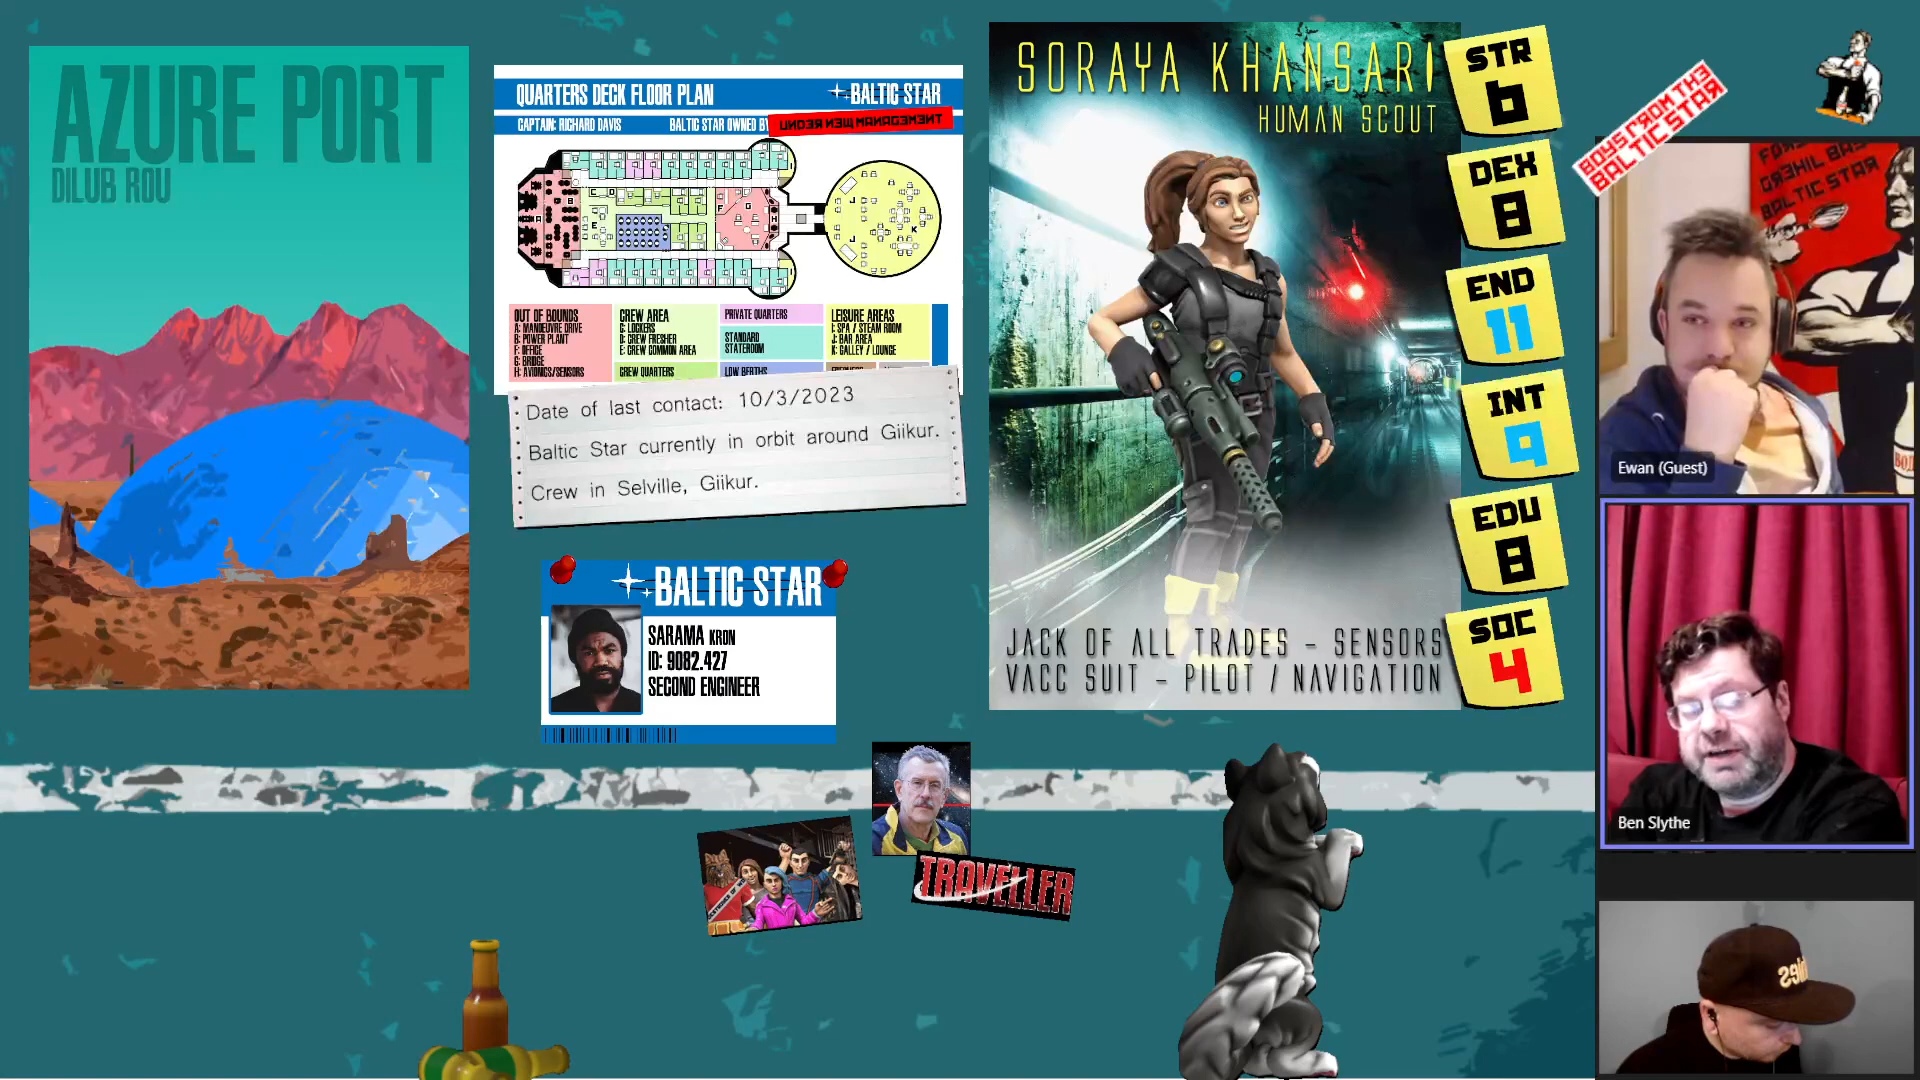 AZURE PORT
DILUB ROU
QUARTERS DECK FLOOR PLAN
BALTIC STAR
CAPTAIN: RICHARD DAVIS
BALTIC STAR OWNED BY
UNDER NEW MANAGEMENT
A
B
C
D
E
F
G
H
J
J
K
OUT OF BOUNDS
A: MANOEUVRE DRIVE
B: POWER PLANT
F: OFFICE
G: BRIDGE
H: AVIONICS/SENSORS
CREW AREA
C: LOCKERS
D: CREW FRESHER
E: CREW COMMON AREA
CREW QUARTERS
PRIVATE QUARTERS
STANDARD
STATEROOM
LOW BERTHS
LEISURE AREAS
I: SPA / STEAM ROOM
J: BAR AREA
K: GALLEY / LOUNGE
Date of last contact: 10/3/2023
Baltic Star currently in orbit around Giikur.
Crew in Selville, Giikur.
BALTIC STAR
SARAMA KRON
ID: 9082.427
SECOND ENGINEER
TRAVELLER
SORAYA KHANSARI
HUMAN SCOUT
JACK OF ALL TRADES - SENSORS
VACC SUIT - PILOT / NAVIGATION
STR
6
DEX
8
END
11
INT
9
EDU
8
SOC
4
BOYS FROM THE
BALTIC STAR
BALTIC STAR
Ewan (Guest)
Ben Slythe